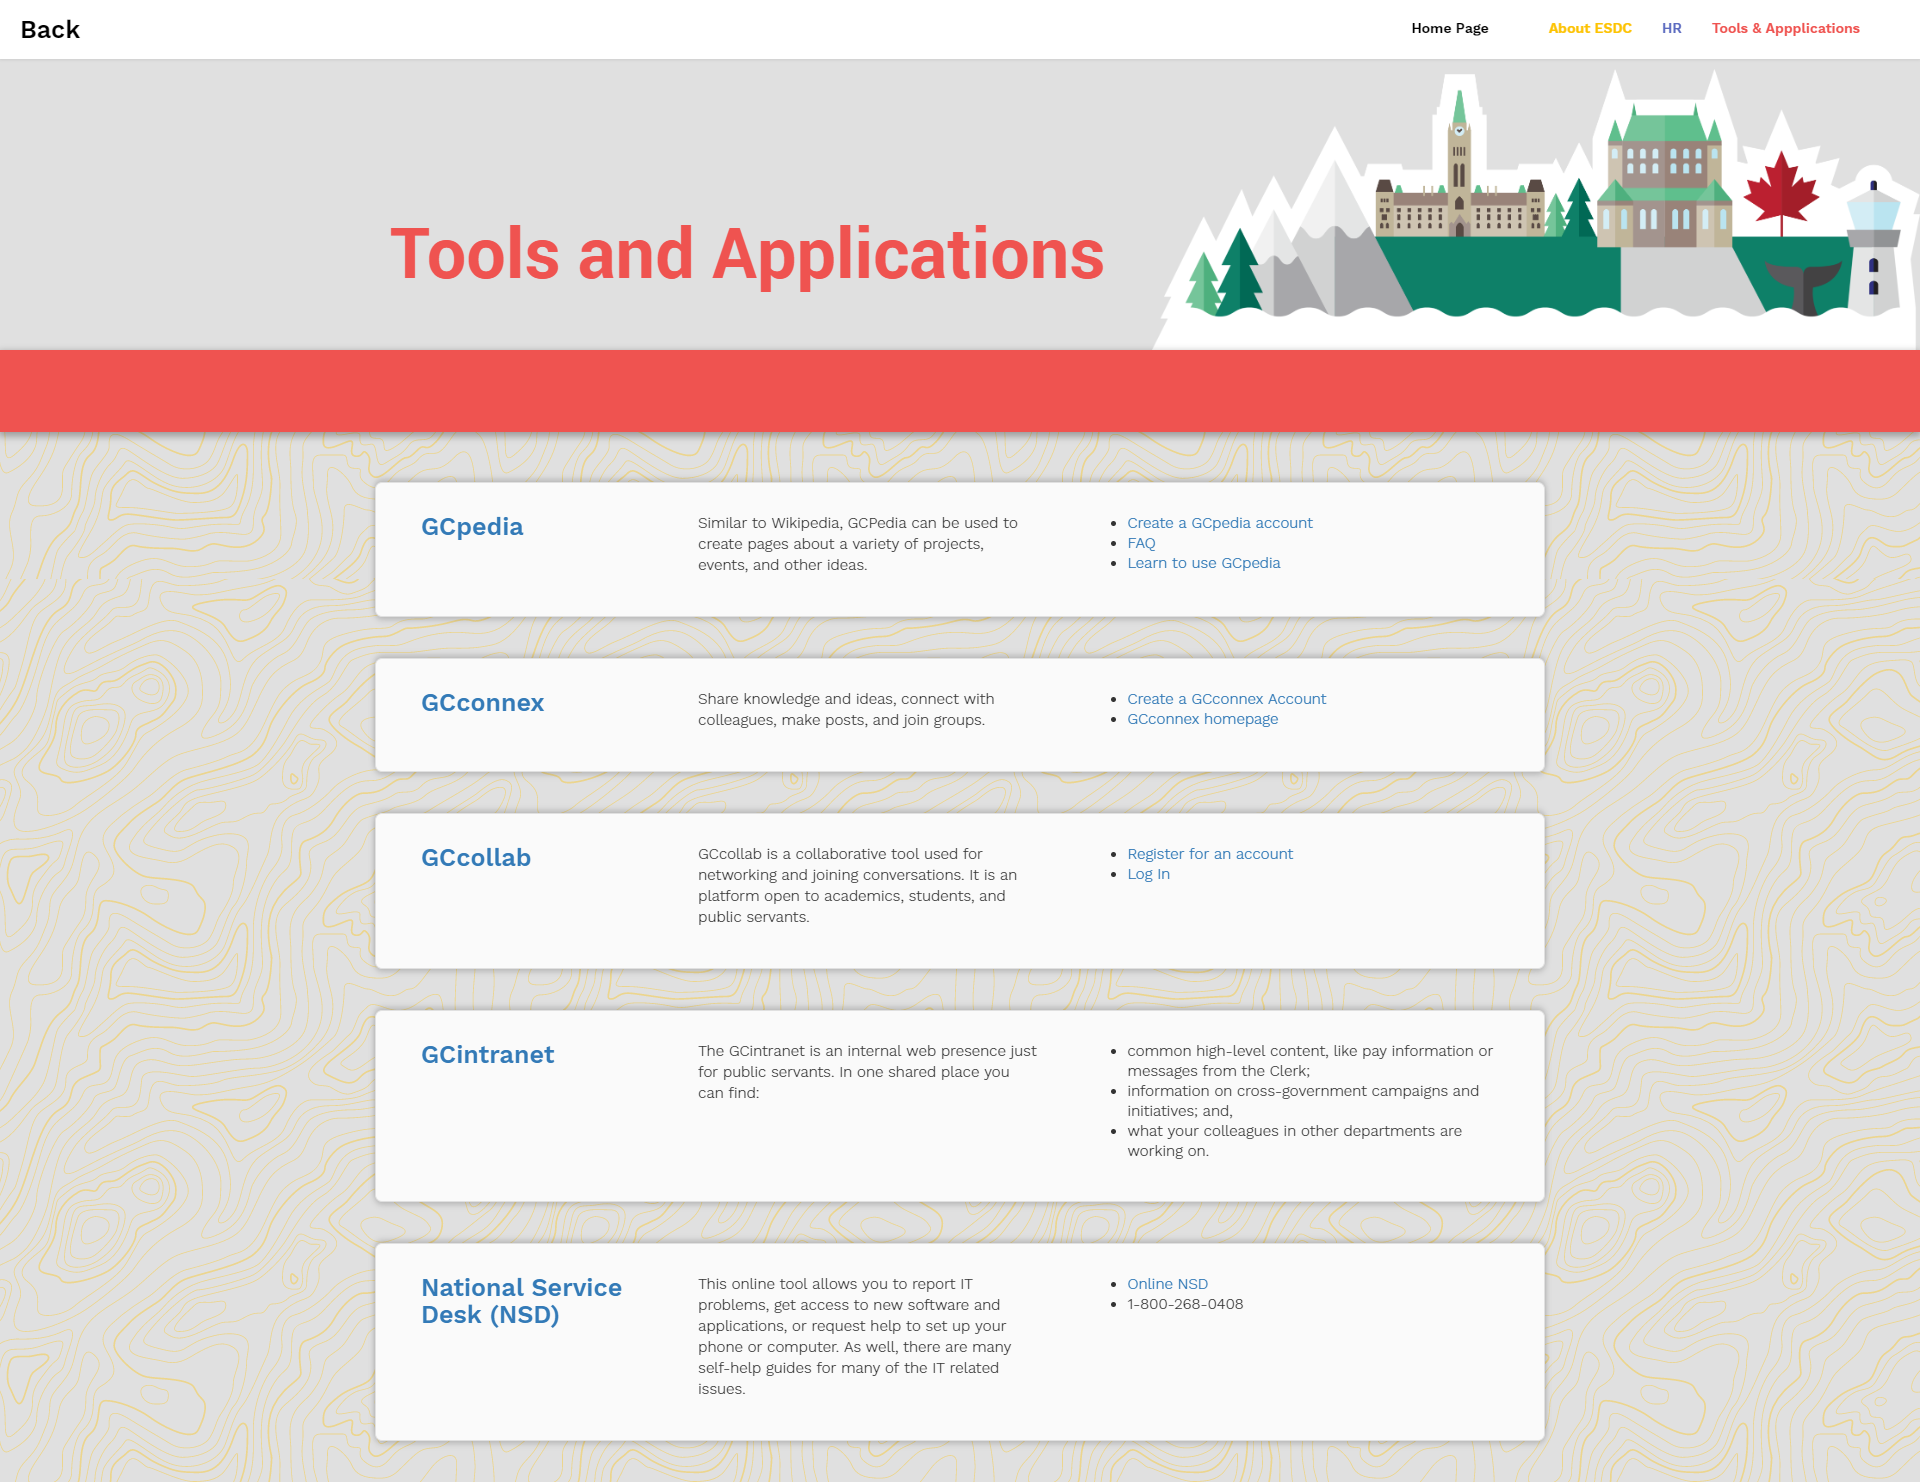 Back
Home Page
About ESDC
HR
Tools & Appplications
Tools and Applications
GCpedia
Similar to Wikipedia, GCPedia can be used to
create pages about a variety of projects,
events, and other ideas.
Create a GCpedia account
FAQ
Learn to use GCpedia
GCconnex
Share knowledge and ideas, connect with
colleagues, make posts, and join groups.
Create a GCconnex Account
GCconnex homepage
GCcollab
GCcollab is a collaborative tool used for
networking and joining conversations. It is an
platform open to academics, students, and
public servants.
Register for an account
Log In
GCintranet
The GCintranet is an internal web presence just
for public servants. In one shared place you
can find:
common high-level content, like pay information or
messages from the Clerk;
information on cross-government campaigns and
initiatives; and,
what your colleagues in other departments are
working on.
National Service
Desk (NSD)
This online tool allows you to report IT
problems, get access to new software and
applications, or request help to set up your
phone or computer. As well, there are many
self-help guides for many of the IT related
issues.
Online NSD
1-800-268-0408